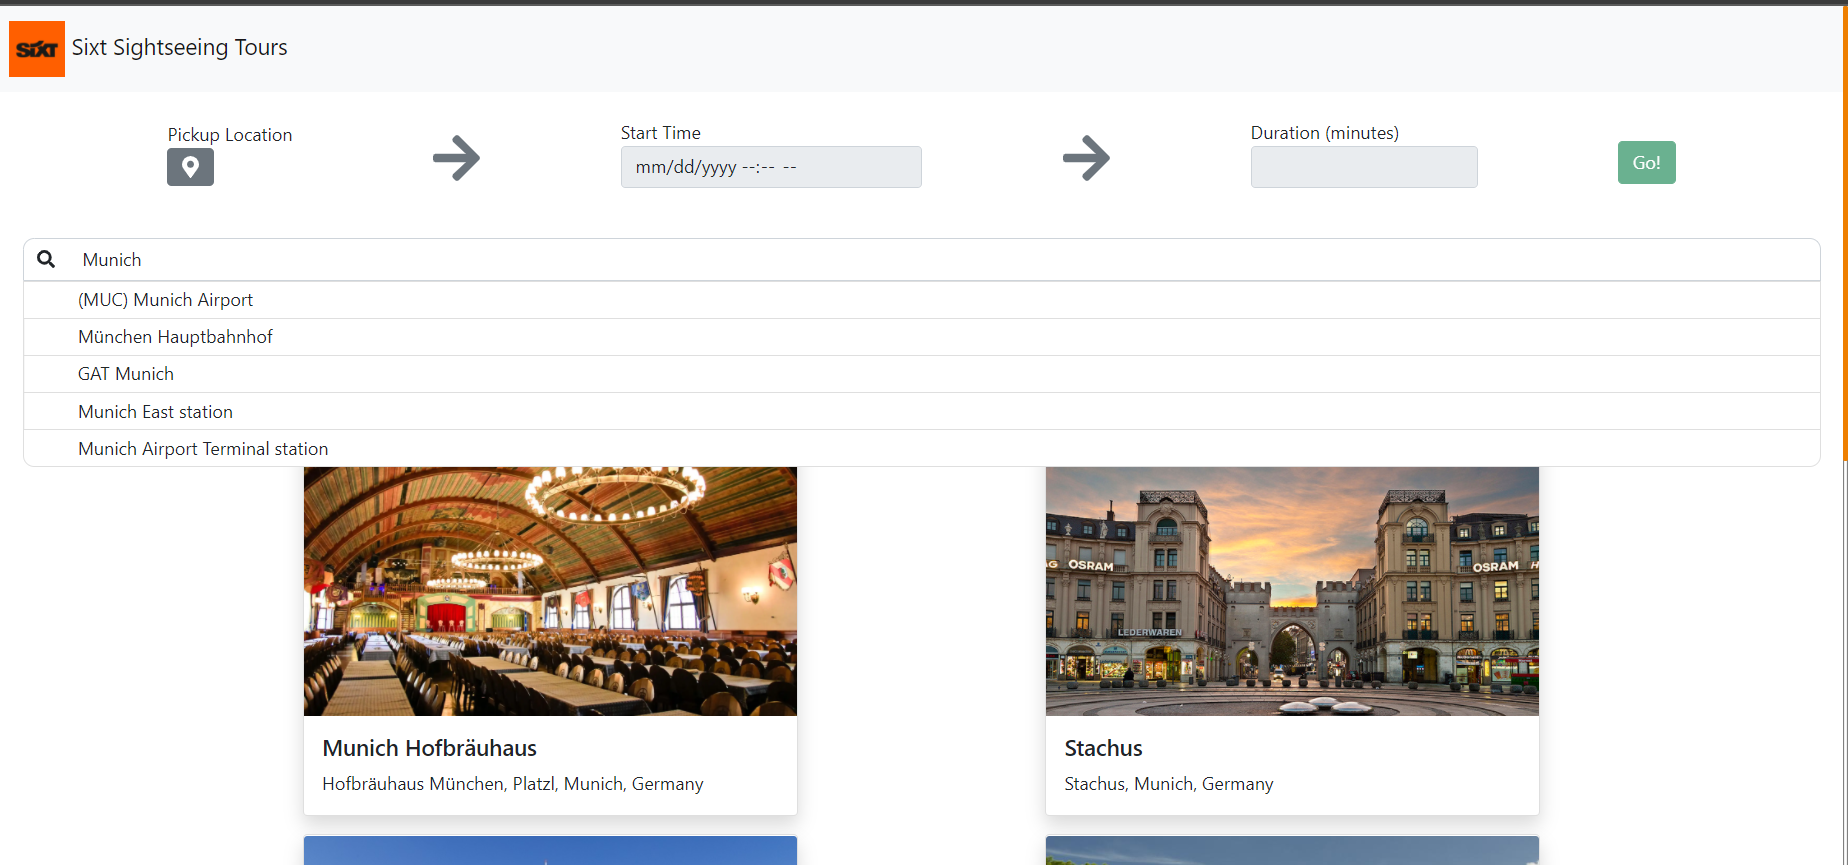 SIXT Sixt Sightseeing Tours
Pickup Location
Start Time
mm/dd/yyyy --:-- --
Duration (minutes)
Go!
Munich
(MUC) Munich Airport
München Hauptbahnhof
GAT Munich
Munich East station
Munich Airport Terminal station
OSRAM
LEDERWAREN
OSRAM
Munich Hofbräuhaus
Hofbräuhaus München, Platzl, Munich, Germany
Stachus
Stachus, Munich, Germany